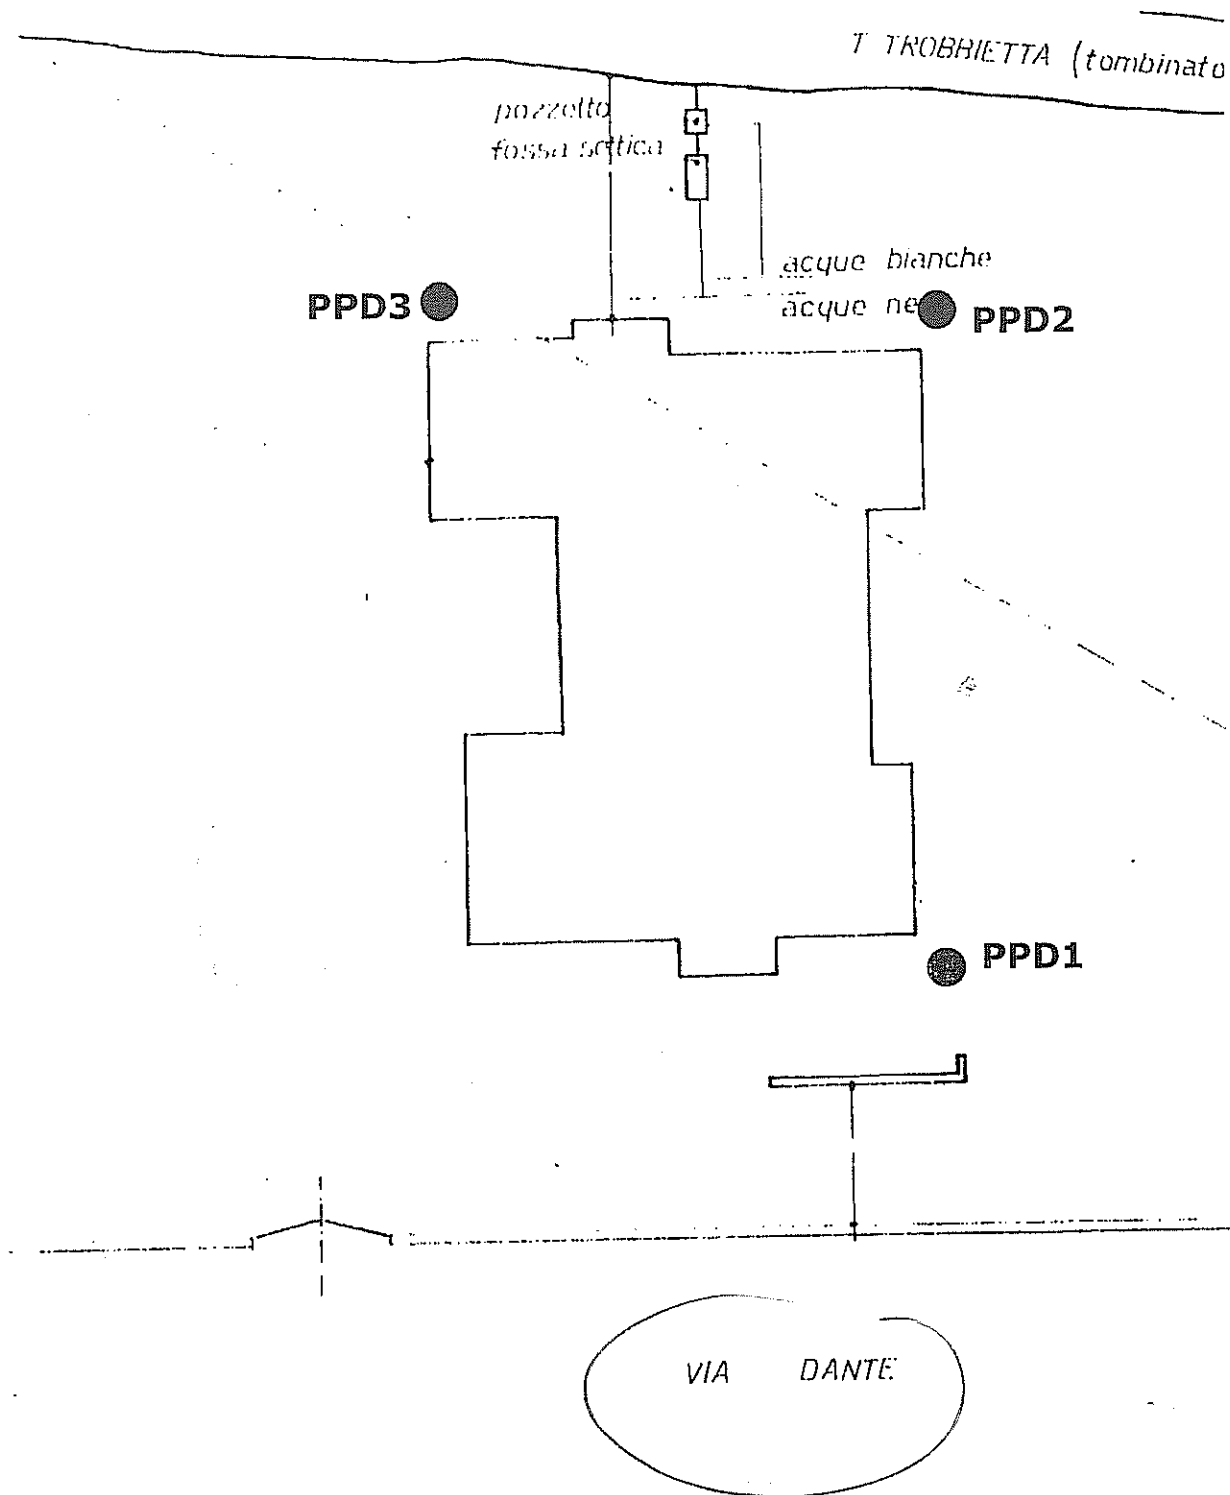 T TROBBIETTA (tombinato
pozzetto
fossa settica
acque bianche
acque ne
PPD3
PPD2
PPD1
VIA DANTE